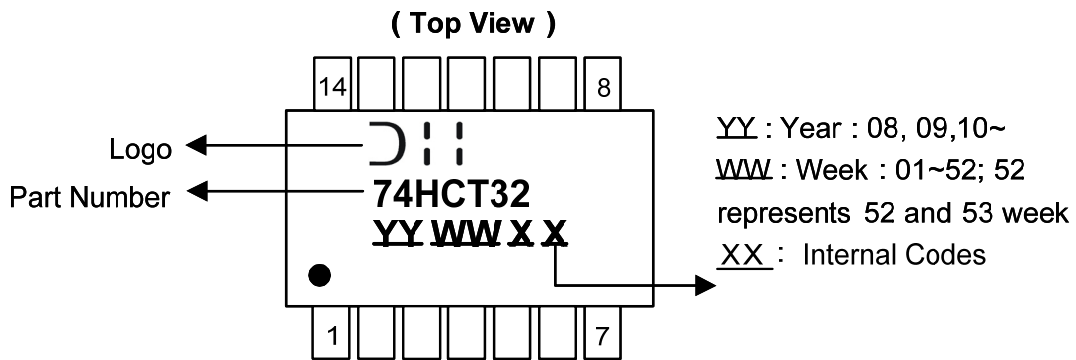 ( Top View )
14 8
Logo
Part Number
74HCT32
YY WW X X
1 7
YY : Year : 08, 09,10~
WW : Week : 01~52; 52
represents 52 and 53 week
XX : Internal Codes